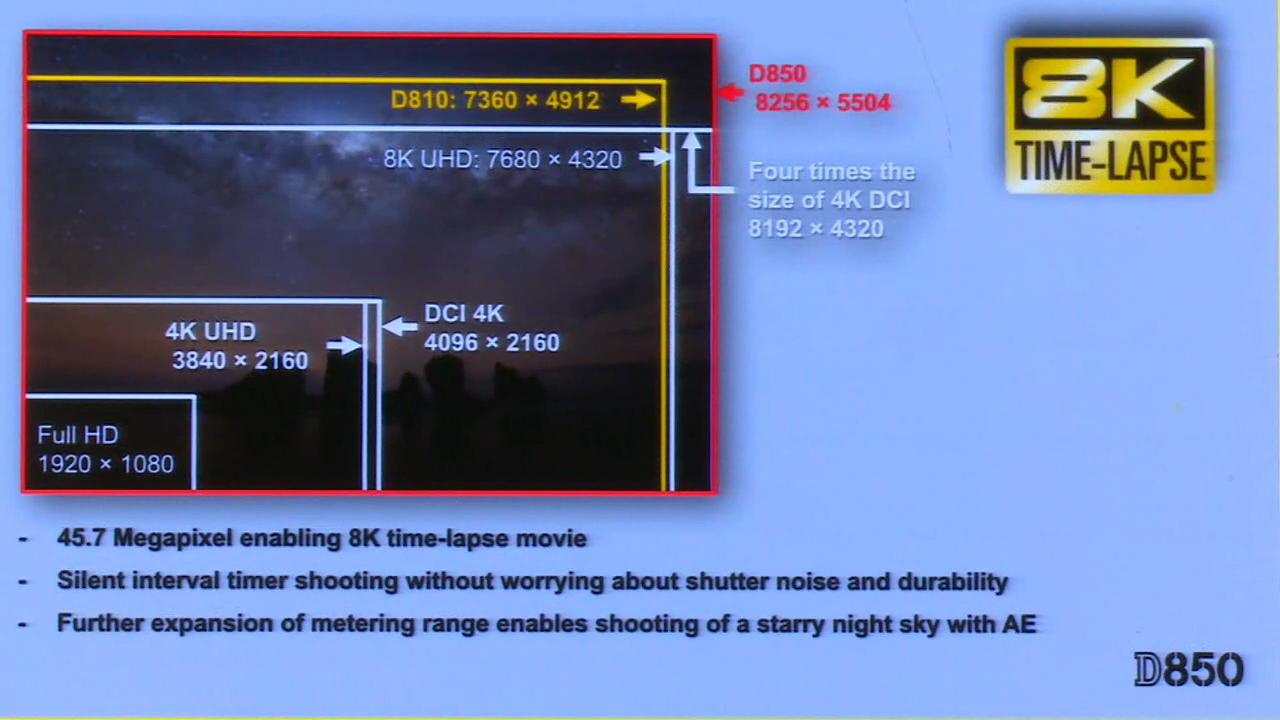 D810: 7360 × 4912
D850
8256 × 5504
8K
TIME-LAPSE
8K UHD: 7680 × 4320
Four times the
size of 4K DCI
8192 × 4320
4K UHD
3840 × 2160
DCI 4K
4096 × 2160
Full HD
1920 × 1080
- 45.7 Megapixel enabling 8K time-lapse movie
- Silent interval timer shooting without worrying about shutter noise and durability
- Further expansion of metering range enables shooting of a starry night sky with AE
D850